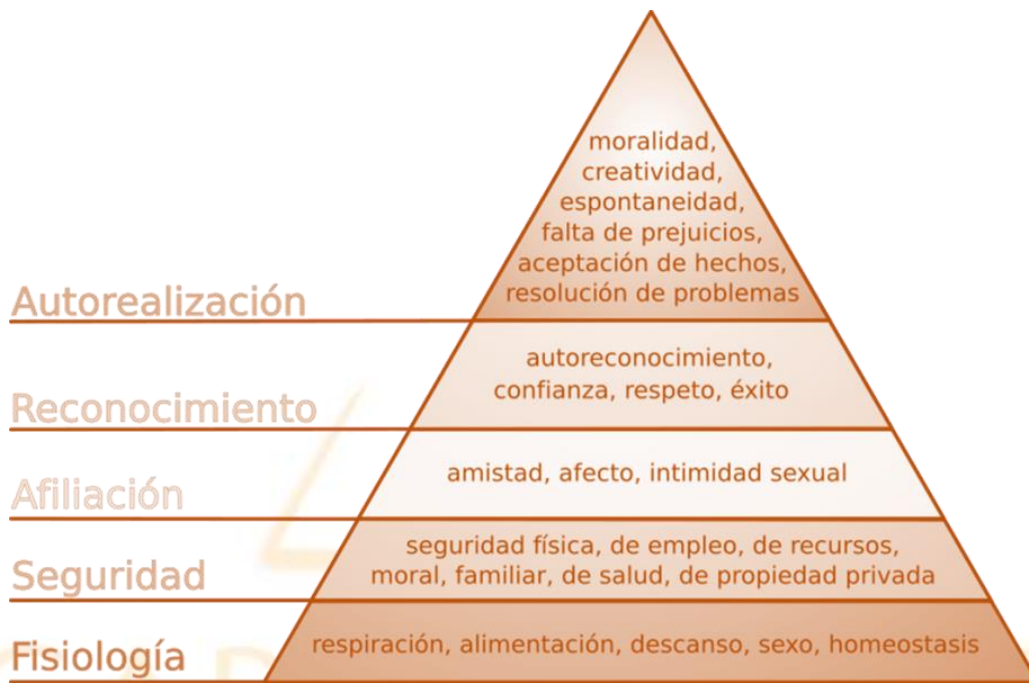 moralidad,
creatividad,
espontaneidad,
falta de prejuicios,
aceptación de hechos,
resolución de problemas
Autorealización
autoreconocimiento,
confianza, respeto, éxito
Reconocimiento
amistad, afecto, intimidad sexual
Afiliación
seguridad física, de empleo, de recursos,
moral, familiar, de salud, de propiedad privada
Seguridad
respiración, alimentación, descanso, sexo, homeostasis
Fisiología